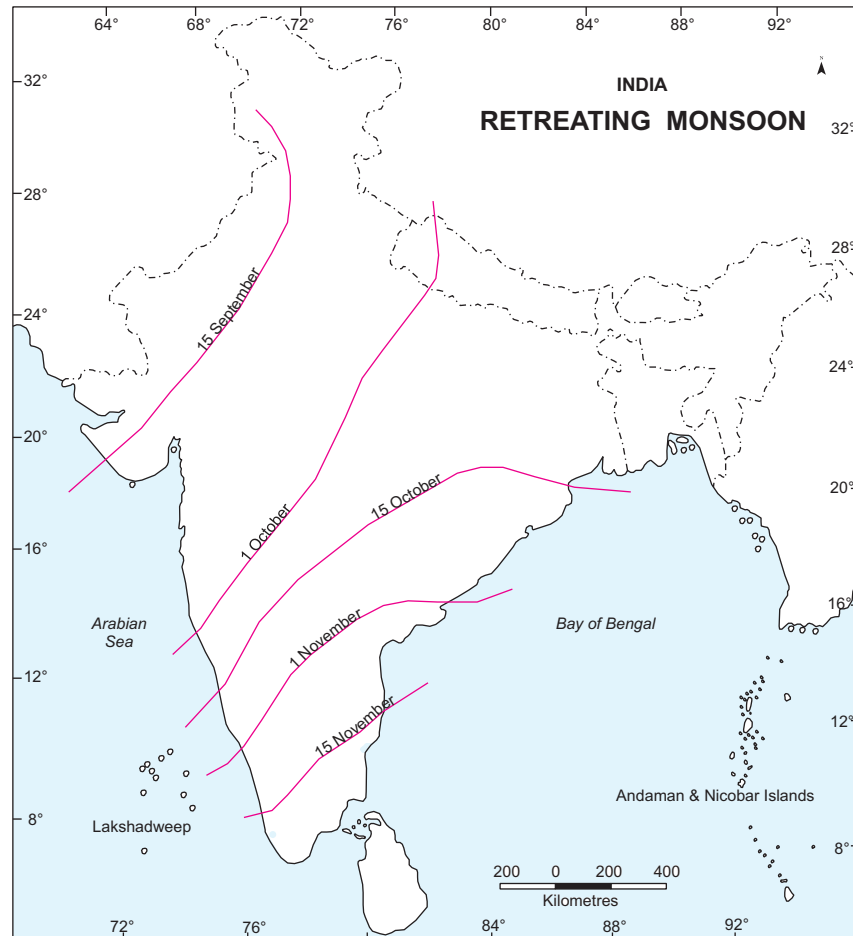 64° 68° 72° 76° 80° 84° 88° 92°
N
INDIA
RETREATING MONSOON
32°
32°
28°
28°
15 September
24°
24°
20°
20°
15 October
1 October
16°
16°
1 November
Arabian
Sea
Bay of Bengal
12°
12°
15 November
Andaman & Nicobar Islands
8°
Lakshadweep
8°
200 0 200 400
Kilometres
72° 76° 84° 88° 92°